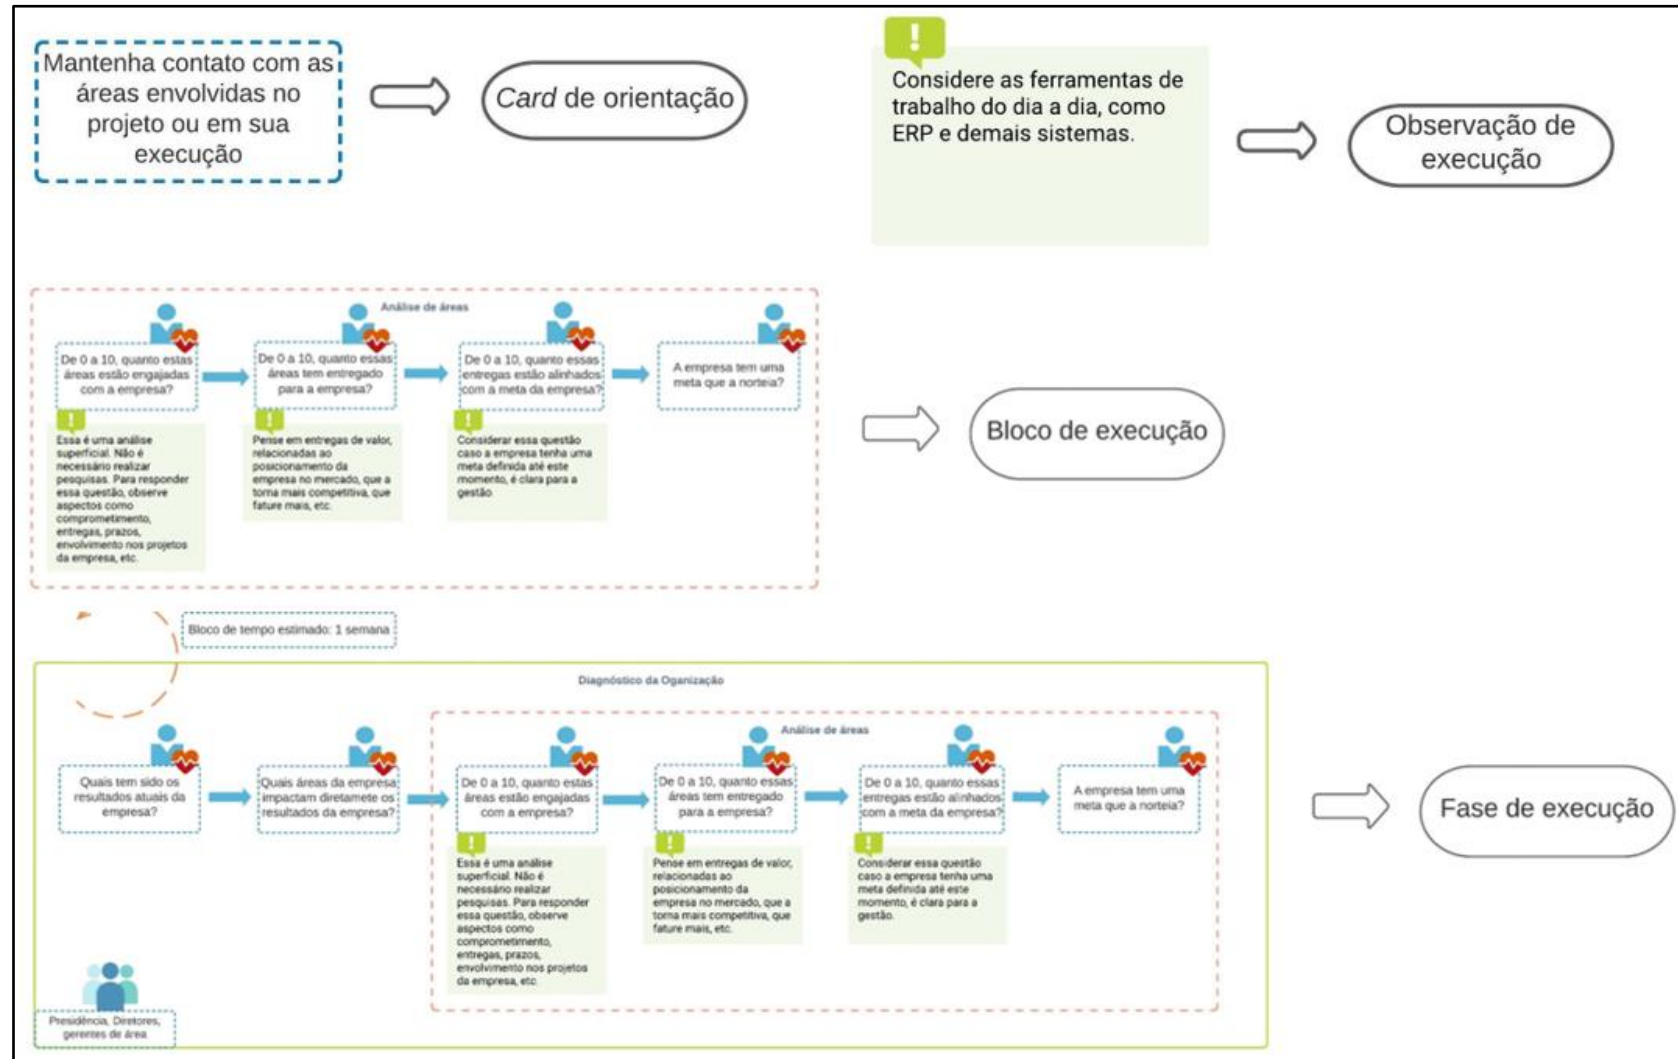 Mantenha contato com as
áreas envolvidas no
projeto ou em sua
execução
Card de orientação
!
Considere as ferramentas de
trabalho do dia a dia, como
ERP e demais sistemas.
Observação de
execução
Análise de áreas
De 0 a 10, quanto estas
áreas estão engajadas
com a empresa?
De 0 a 10, quanto essas
áreas tem entregado
para a empresa?
De 0 a 10, quanto essas
entregas estão alinhados
com a meta da empresa?
A empresa tem uma
meta que a norteia?
!
Essa é uma análise
superficial. Não é
necessário realizar
pesquisas. Para responder
essa questão, observe
aspectos como
comprometimento,
entregas, prazos,
envolvimento nos projetos
da empresa, etc.
!
Pense em entregas de valor,
relacionadas ao
posicionamento da
empresa no mercado, que a
torna mais competitiva, que
fature mais, etc.
!
Considerar essa questão
caso a empresa tenha uma
meta definida até este
momento, é clara para a
gestão.
Bloco de execução
Bloco de tempo estimado: 1 semana
Diagnóstico da Oganização
Análise de áreas
Quais tem sido os
resultados atuais da
empresa?
Quais áreas da empresa
impactam diretamete os
resultados da empresa?
De 0 a 10, quanto estas
áreas estão engajadas
com a empresa?
De 0 a 10, quanto essas
áreas tem entregado
para a empresa?
De 0 a 10, quanto essas
entregas estão alinhados
com a meta da empresa?
A empresa tem uma
meta que a norteia?
!
Essa é uma análise
superficial. Não é
necessário realizar
pesquisas. Para responder
essa questão, observe
aspectos como
comprometimento,
entregas, prazos,
envolvimento nos projetos
da empresa, etc.
!
Pense em entregas de valor,
relacionadas ao
posicionamento da
empresa no mercado, que a
torna mais competitiva, que
fature mais, etc.
!
Considerar essa questão
caso a empresa tenha uma
meta definida até este
momento, é clara para a
gestão.
Fase de execução
Presidência, Diretores,
gerentes de área